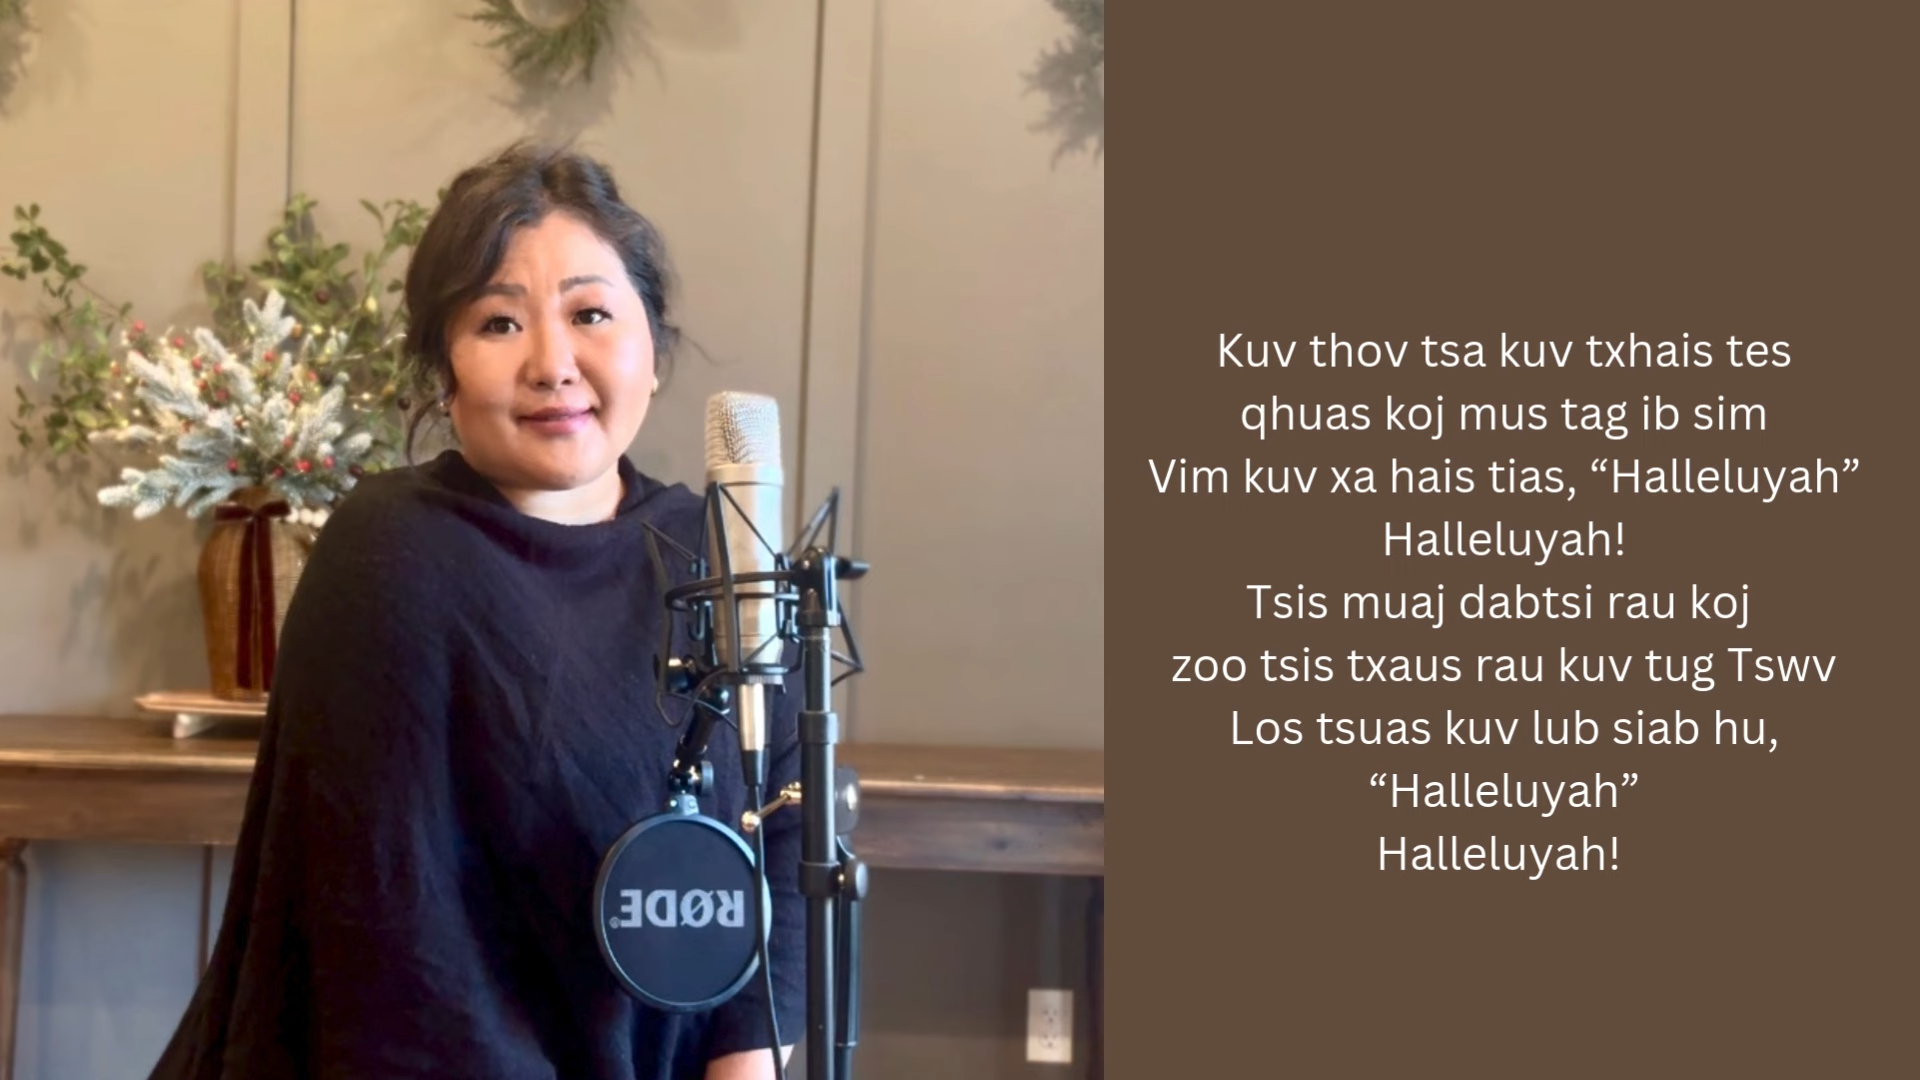 Kuv thov tsa kuv txhais tes
qhuas koj mus tag ib sim
Vim kuv xa hais tias, “Halleluyah”
Halleluyah!
Tsis muaj dabtsi rau koj
zoo tsis txaus rau kuv tug Tswv
Los tsuas kuv lub siab hu,
“Halleluyah”
Halleluyah!
RØDE®